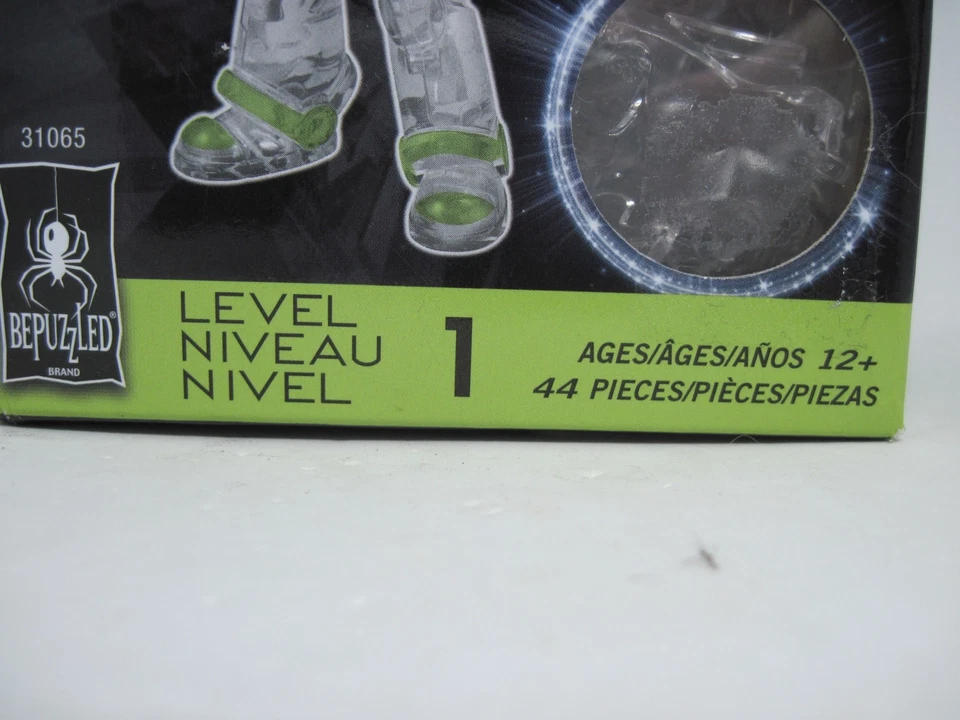 31065
BEPUZZLED®
BRAND
LEVEL
NIVEAU
NIVEL
1
AGES/ÂGES/AÑOS 12+
44 PIECES/PIÈCES/PIEZAS